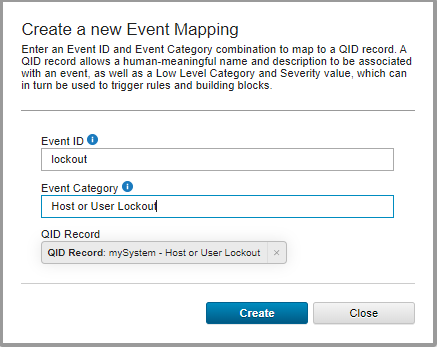 Create a new Event Mapping
Enter an Event ID and Event Category combination to map to a QID record. A
QID record allows a human-meaningful name and description to be associated
with an event, as well as a Low Level Category and Severity value, which can
in turn be used to trigger rules and building blocks.
Event ID
lockout
Event Category
Host or User Lockout
QID Record
QID Record: mySystem - Host or User Lockout ×
Create Close